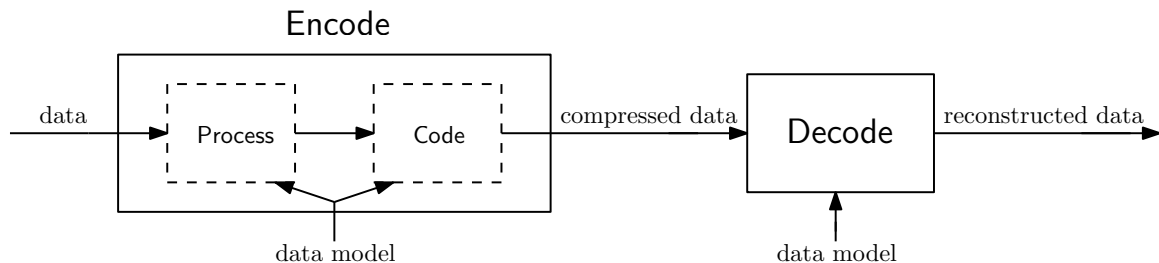 Encode
data
Process
Code
compressed data
Decode
reconstructed data
data model
data model